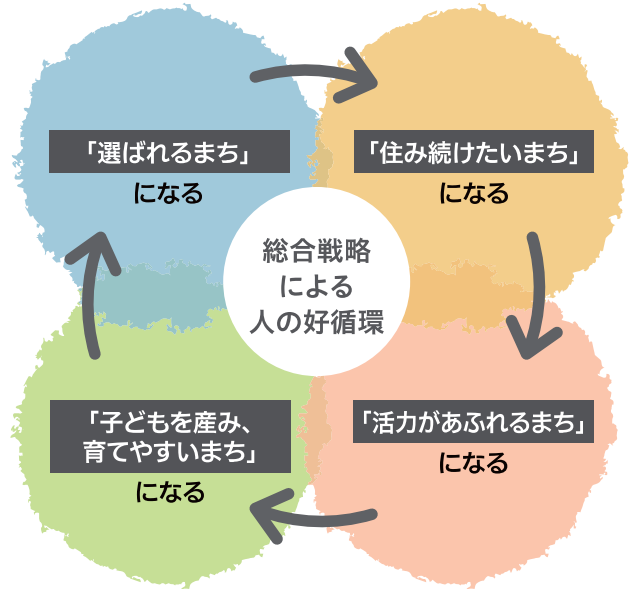 「選ばれるまち」
になる
「住み続けたいまち」
になる
総合戦略
による
人の好循環
「子どもを産み、
育てやすいまち」
になる
「活力があふれるまち」
になる